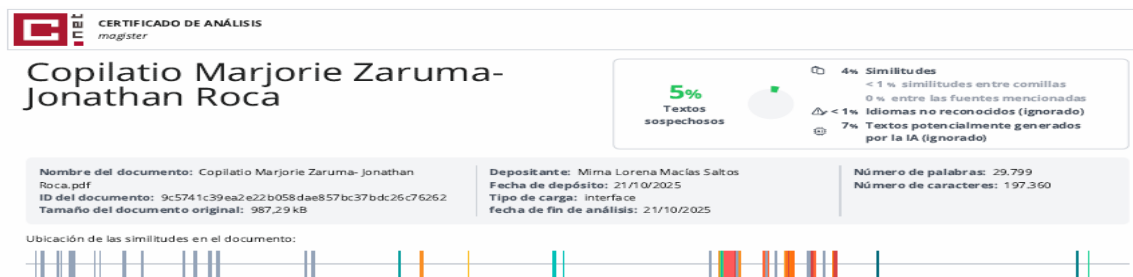 C
.net
CERTIFICADO DE ANÁLISIS
magister
Copilatio Marjorie Zaruma-
Jonathan Roca
5%
Textos
sospechosos
4% Similitudes
< 1 % similitudes entre comillas
0 % entre las fuentes mencionadas
< 1% Idiomas no reconocidos (ignorado)
7% Textos potencialmente generados
por la IA (ignorado)
Nombre del documento: Copilatio Marjorie Zaruma- Jonathan
Roca.pdf
ID del documento: 9c5741c39ea2e22b058dae857bc37bdc26c76262
Tamaño del documento original: 987,29 kB
Depositante: Mirna Lorena Macías Saltos
Fecha de depósito: 21/10/2025
Tipo de carga: interface
fecha de fin de análisis: 21/10/2025
Número de palabras: 29.799
Número de caracteres: 197.360
Ubicación de las similitudes en el documento: